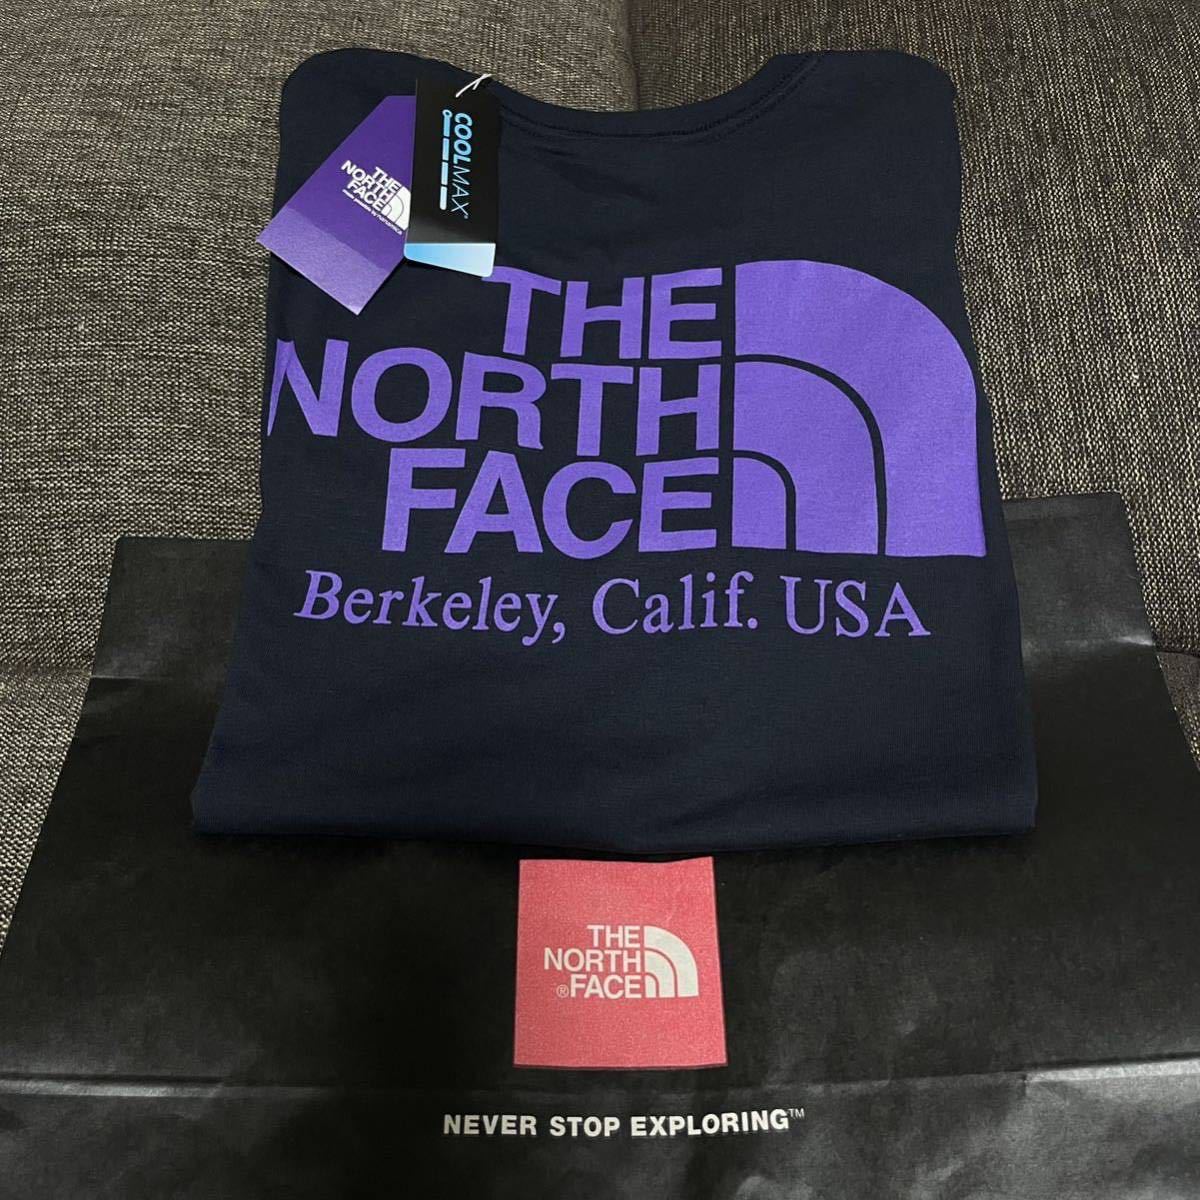 COOLMAX®
THE
NORTH
FACE
THE
NORTH
FACE
Berkeley, Calif. USA
THE
NORTH
®FACE
NEVER STOP EXPLORING™